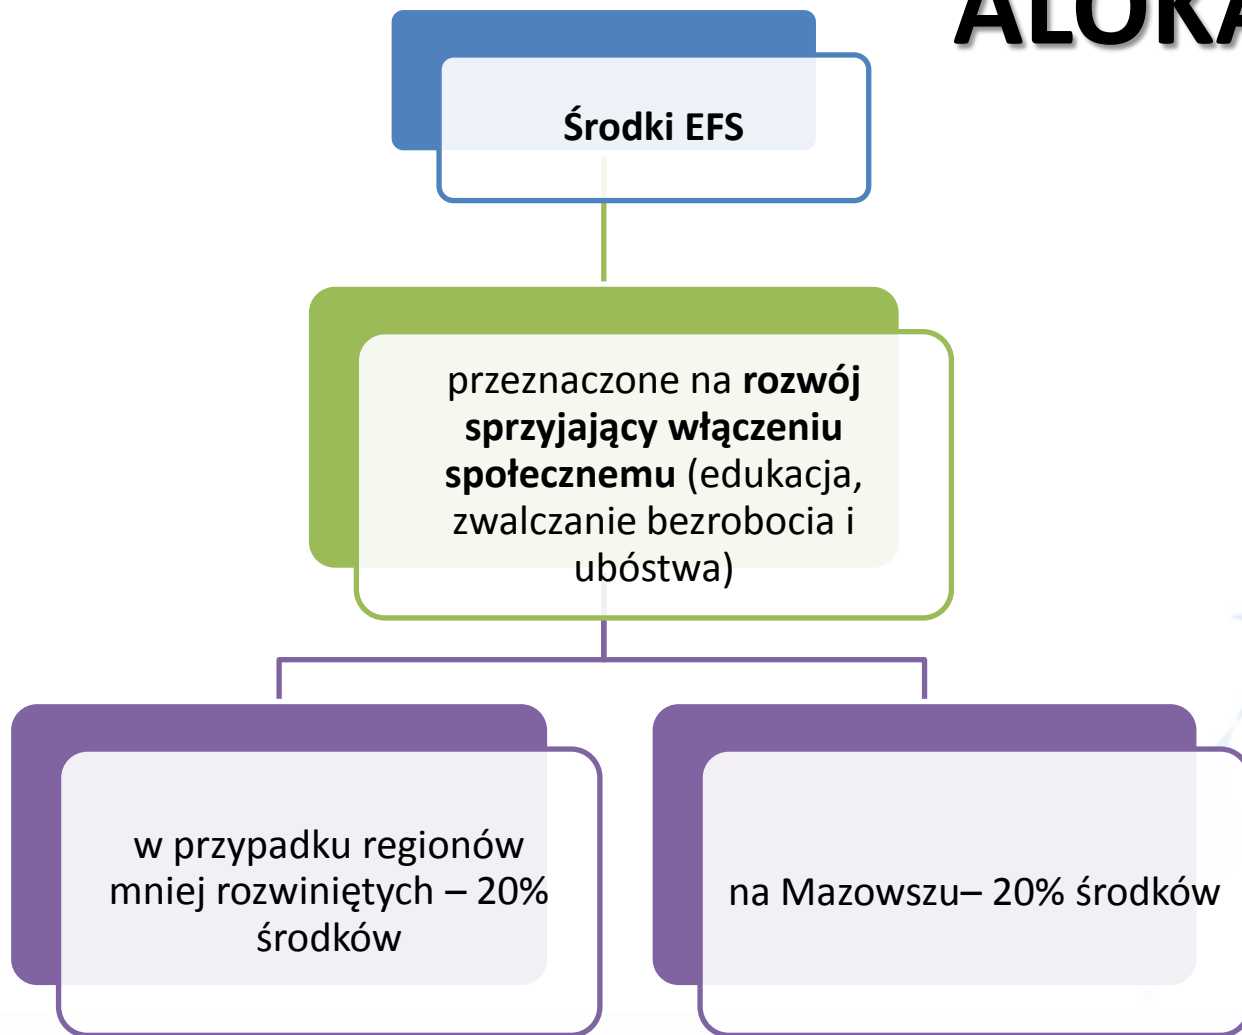 ALOKA
Środki EFS
przeznaczone na rozwój
sprzyjający włączeniu
społecznemu (edukacja,
zwalczanie bezrobocia i
ubóstwa)
w przypadku regionów
mniej rozwiniętych – 20%
środków
na Mazowszu– 20% środków